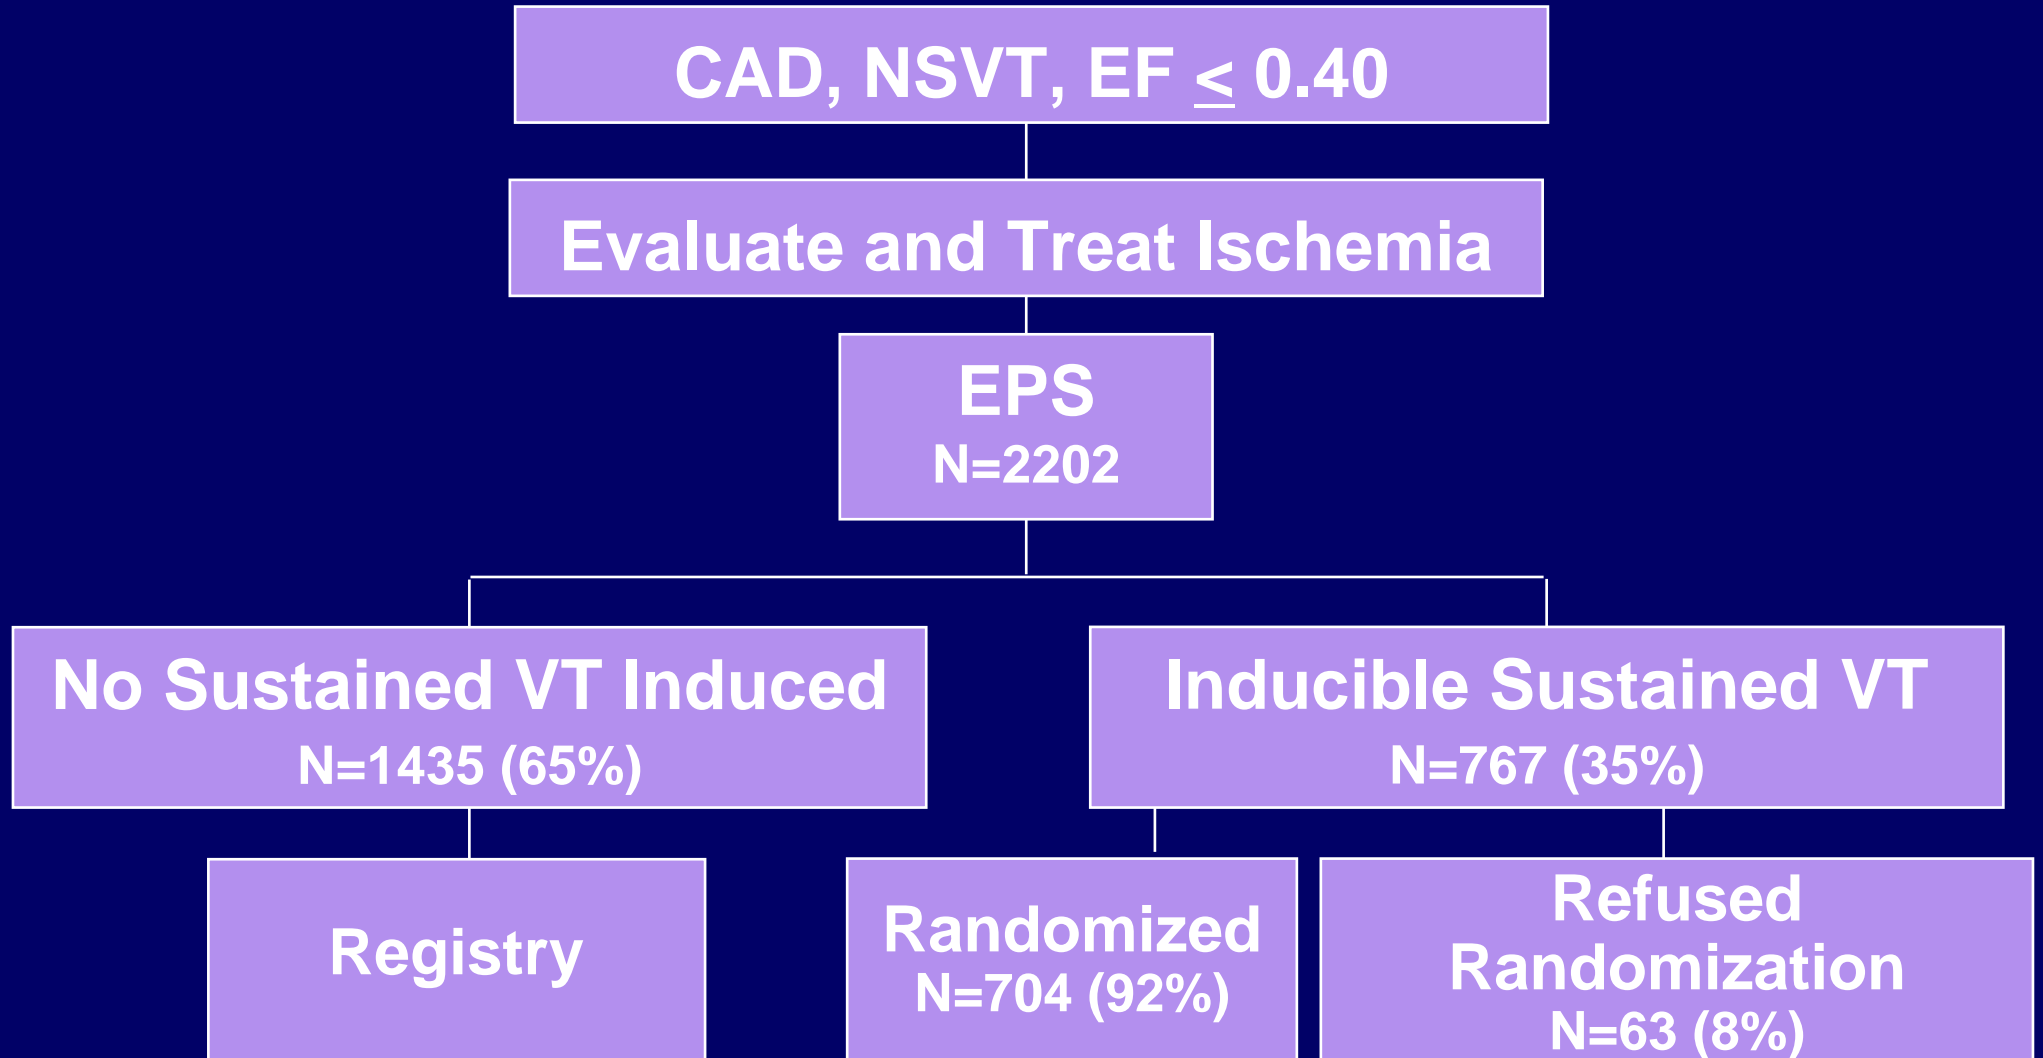 CAD, NSVT, EF ≤ 0.40
Evaluate and Treat Ischemia
EPS
N=2202
No Sustained VT Induced
N=1435 (65%)
Inducible Sustained VT
N=767 (35%)
Registry
Randomized
N=704 (92%)
Refused
Randomization
N=63 (8%)